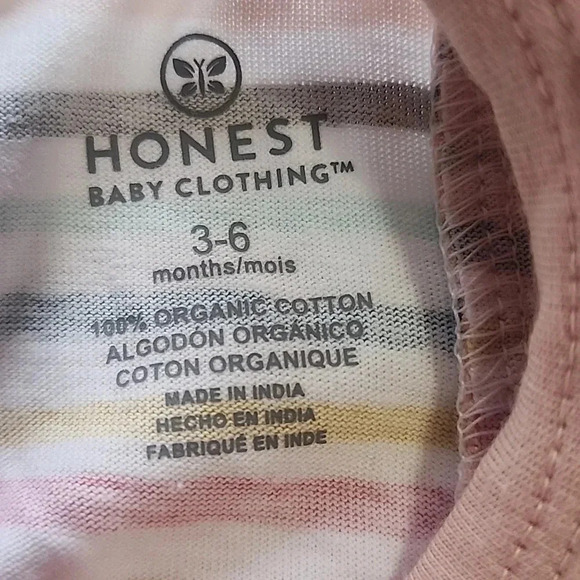 HONEST
BABY CLOTHING™
3-6
months/mois
100% ORGANIC COTTON
ALGODÓN ORGÁNICO
COTON ORGANIQUE
MADE IN INDIA
HECHO EN INDIA
FABRIQUÉ EN INDE